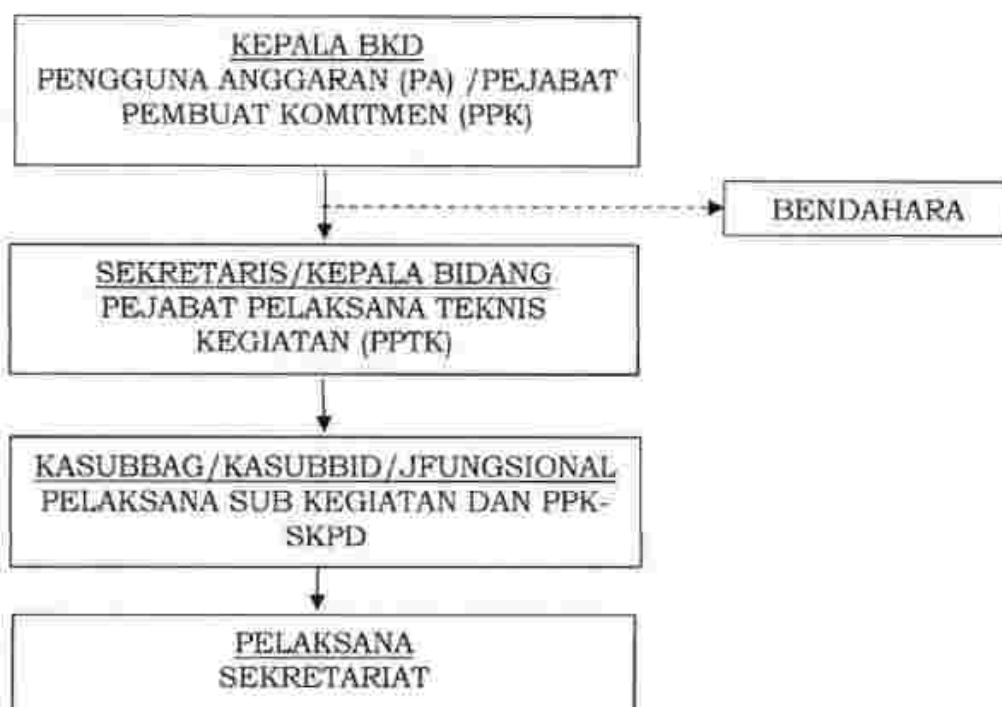 KEPALA BKD
PENGGUNA ANGGARAN (PA) /PEJABAT
PEMBUAT KOMITMEN (PPK)
BENDAHARA
SEKRETARIS/KEPALA BIDANG
PEJABAT PELAKSANA TEKNIS
KEGIATAN (PPTK)
KASUBBAG/KASUBBID/JFUNGSIONAL
PELAKSANA SUB KEGIATAN DAN PPK-
SKPD
PELAKSANA
SEKRETARIAT